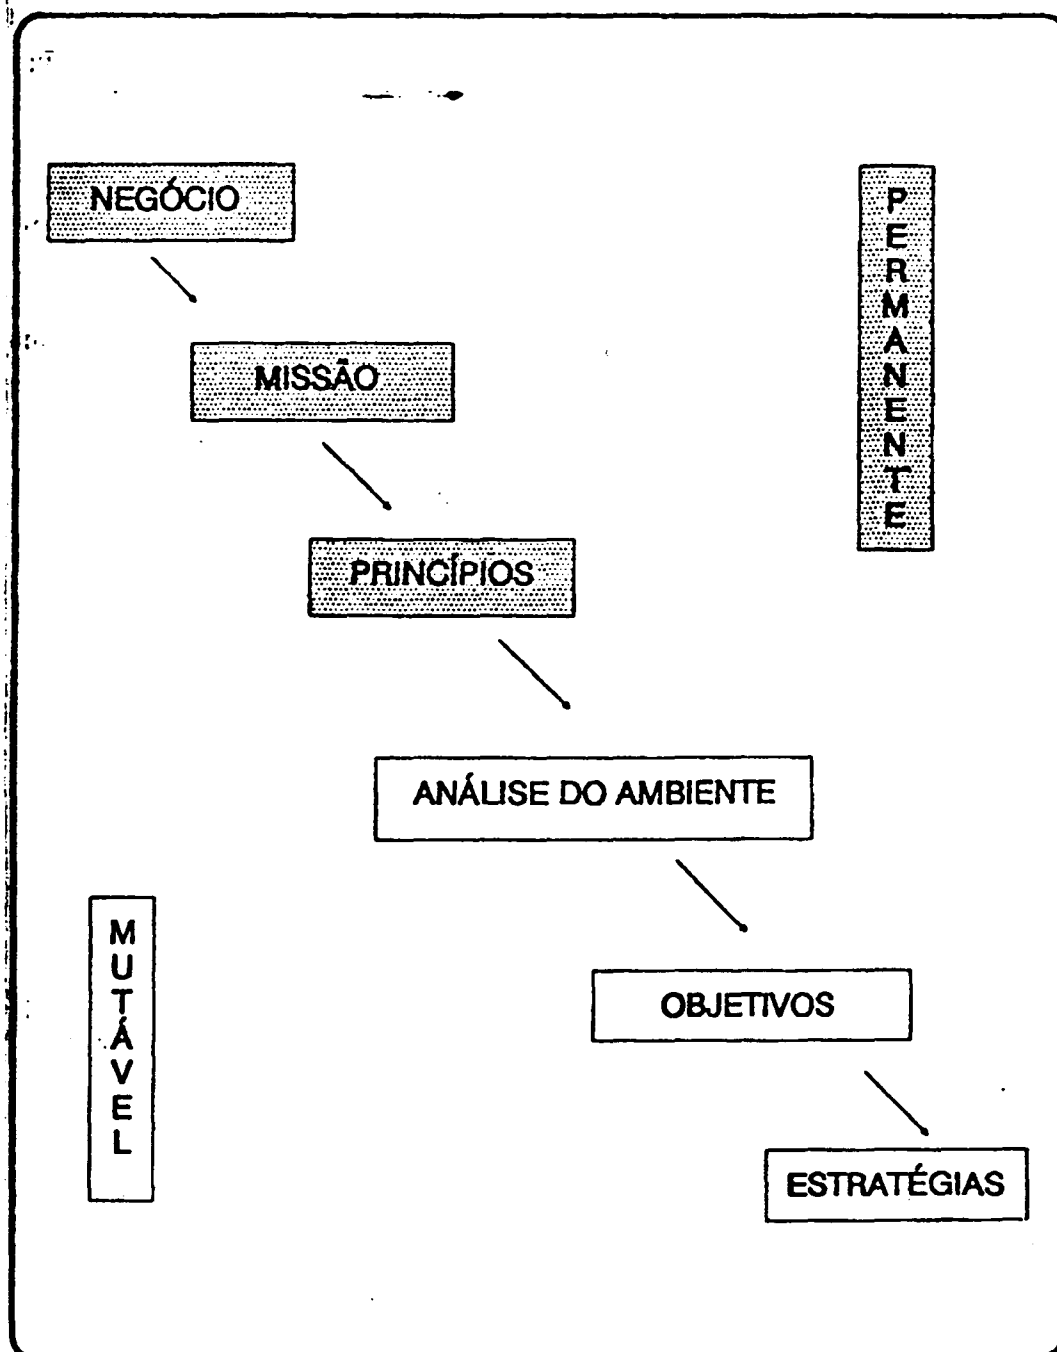 NEGÓCIO
PERMANENTE
MISSÃO
PRINCÍPIOS
ANÁLISE DO AMBIENTE
MUTÁVEL
OBJETIVOS
ESTRATÉGIAS